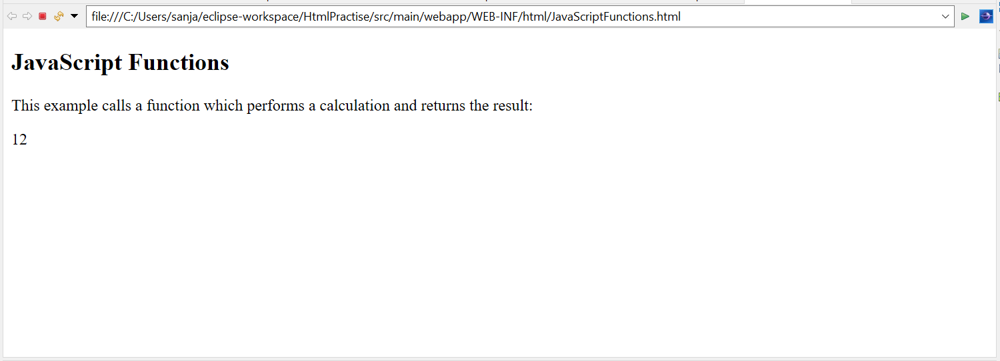 file:///C:/Users/sanja/eclipse-workspace/HtmlPractise/src/main/webapp/WEB-INF/html/JavaScriptFunctions.html
JavaScript Functions
This example calls a function which performs a calculation and returns the result:
12